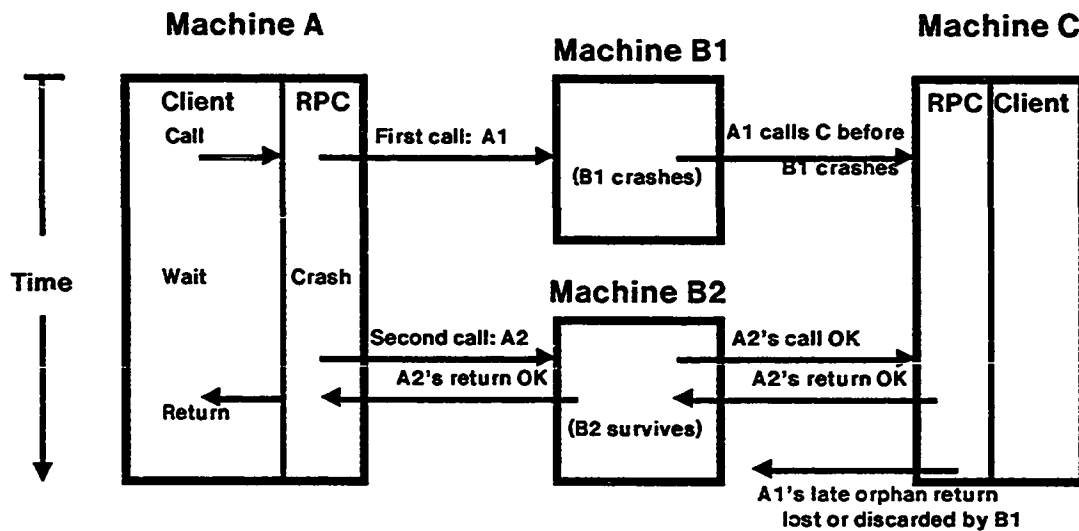 Machine A
Machine B1
Machine C
Client
RPC
RPC
Client
Call
First call: A1
A1 calls C before
B1 crashes
(B1 crashes)
Time
Wait
Crash
Machine B2
Second call: A2
A2's call OK
A2's return OK
A2's return OK
Return
(B2 survives)
A1's late orphan return
lost or discarded by B1